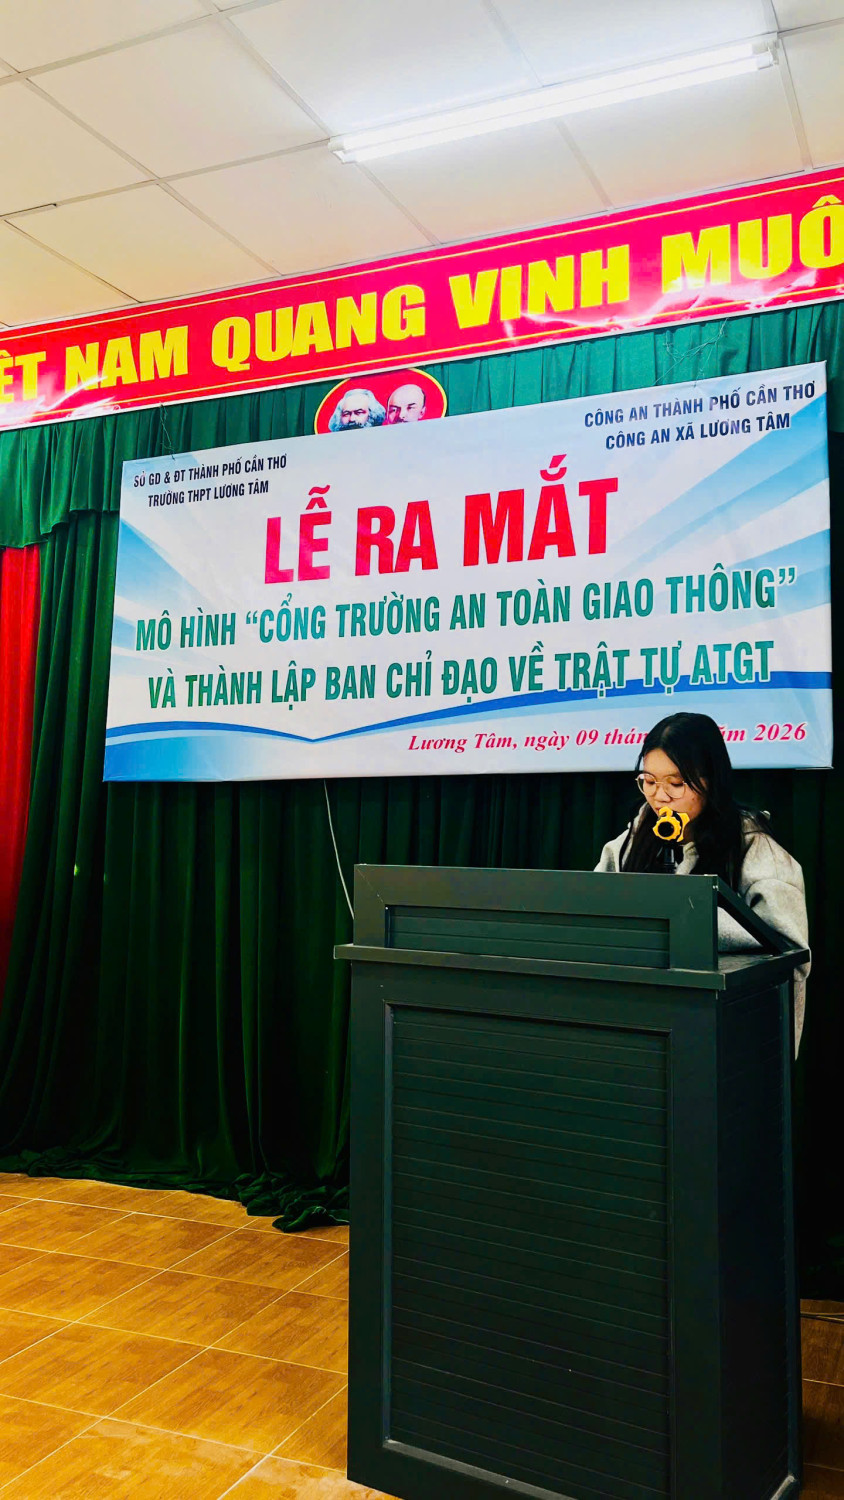 NAM QUANG VINH MUÔ
SỞ GD & ĐT THÀNH PHỐ CẦN THƠ
TRƯỜNG THPT LƯƠNG TÂM
CÔNG AN THÀNH PHỐ CẦN THƠ
CÔNG AN XÃ LƯƠNG TÂM
LỄ RA MẮT
MÔ HÌNH “CỔNG TRƯỜNG AN TOÀN GIAO THÔNG”
VÀ THÀNH LẬP BAN CHỈ ĐẠO VỀ TRẬT TỰ ATGT
Lương Tâm, ngày 09 2026